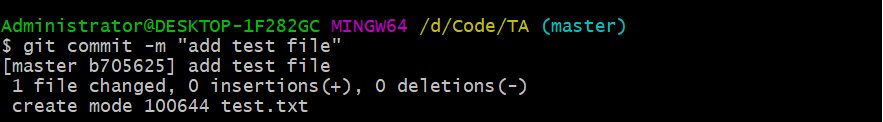 Administrator@DESKTOP-1F282GC MINGW64 /d/Code/TA (master)
$ git commit -m "add test file"
[master b705625] add test file
 1 file changed, 0 insertions(+), 0 deletions(-)
 create mode 100644 test.txt